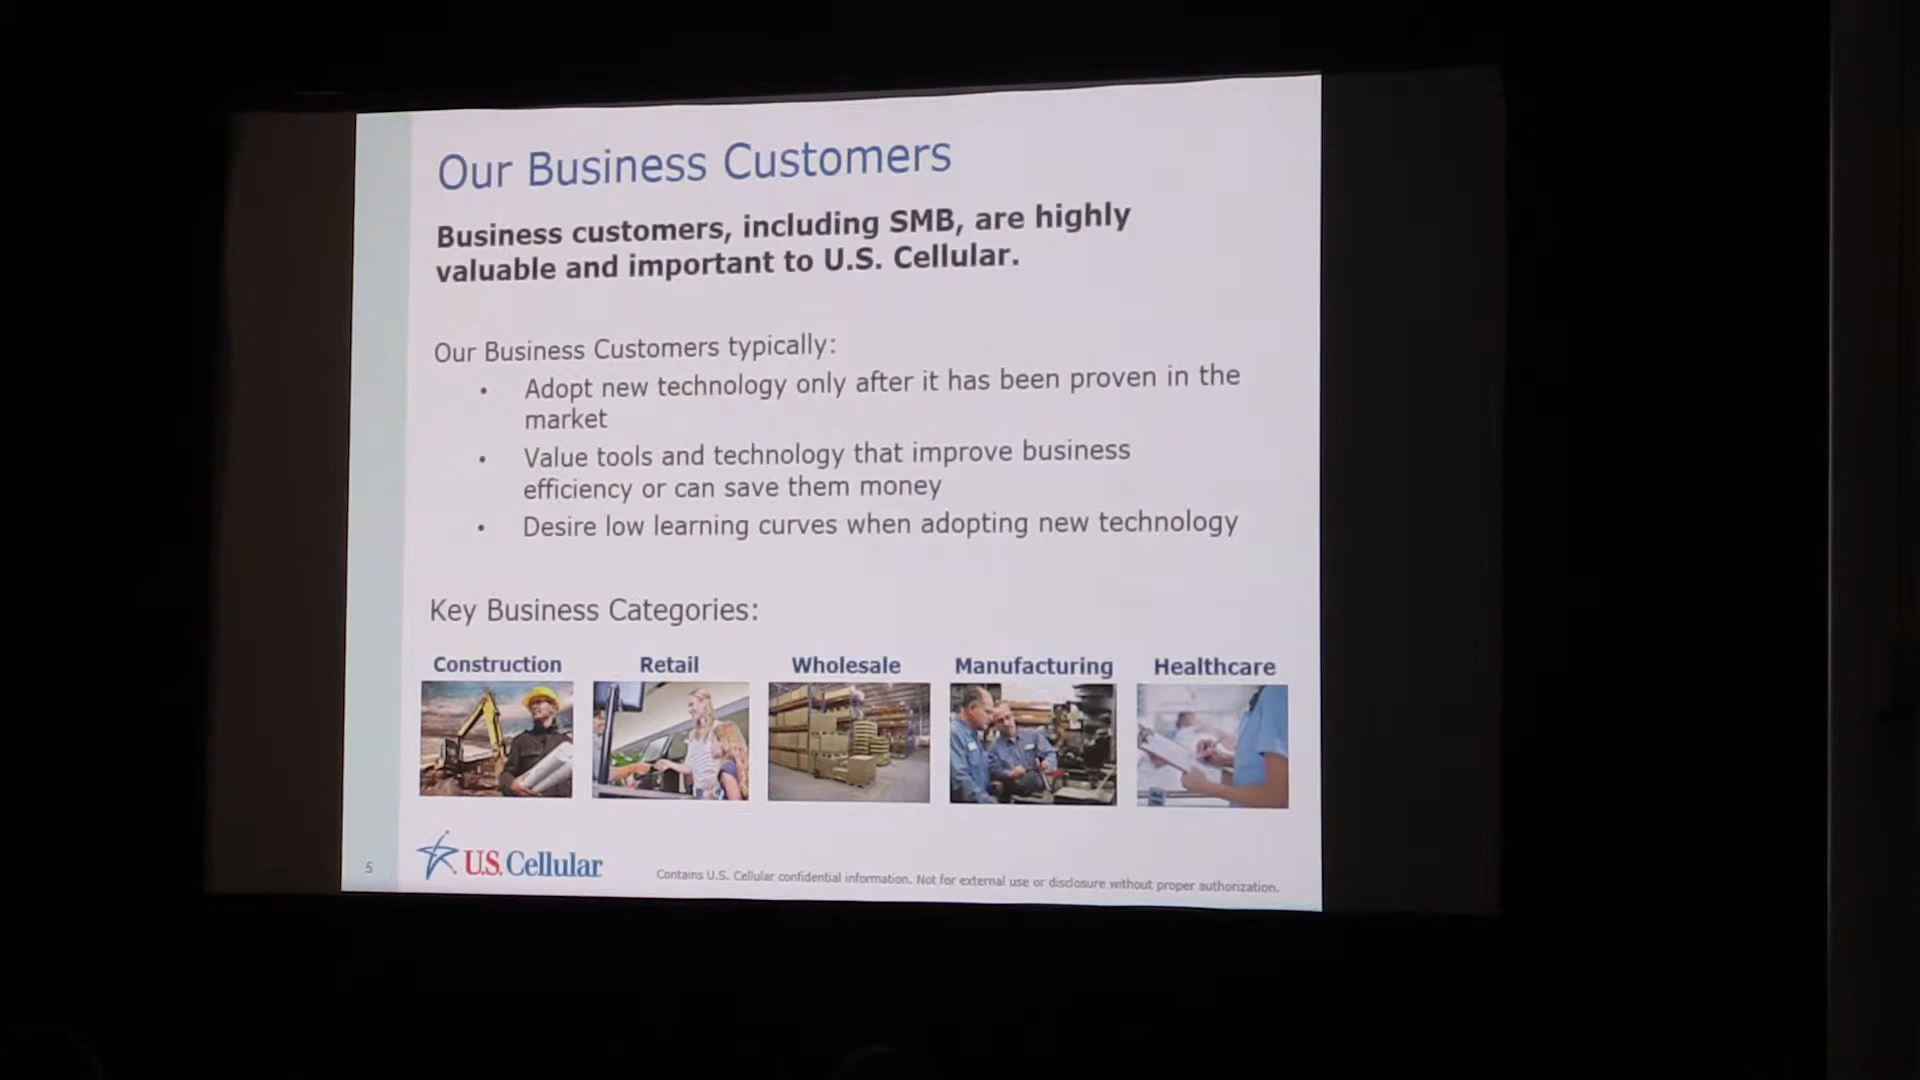 Our Business Customers
Business customers, including SMB, are highly
valuable and important to U.S. Cellular.
Our Business Customers typically:
• Adopt new technology only after it has been proven in the
market
• Value tools and technology that improve business
efficiency or can save them money
• Desire low learning curves when adopting new technology
Key Business Categories:
Construction Retail Wholesale Manufacturing Healthcare
5
U.S. Cellular
Contains U.S. Cellular confidential information. Not for external use or disclosure without proper authorization.